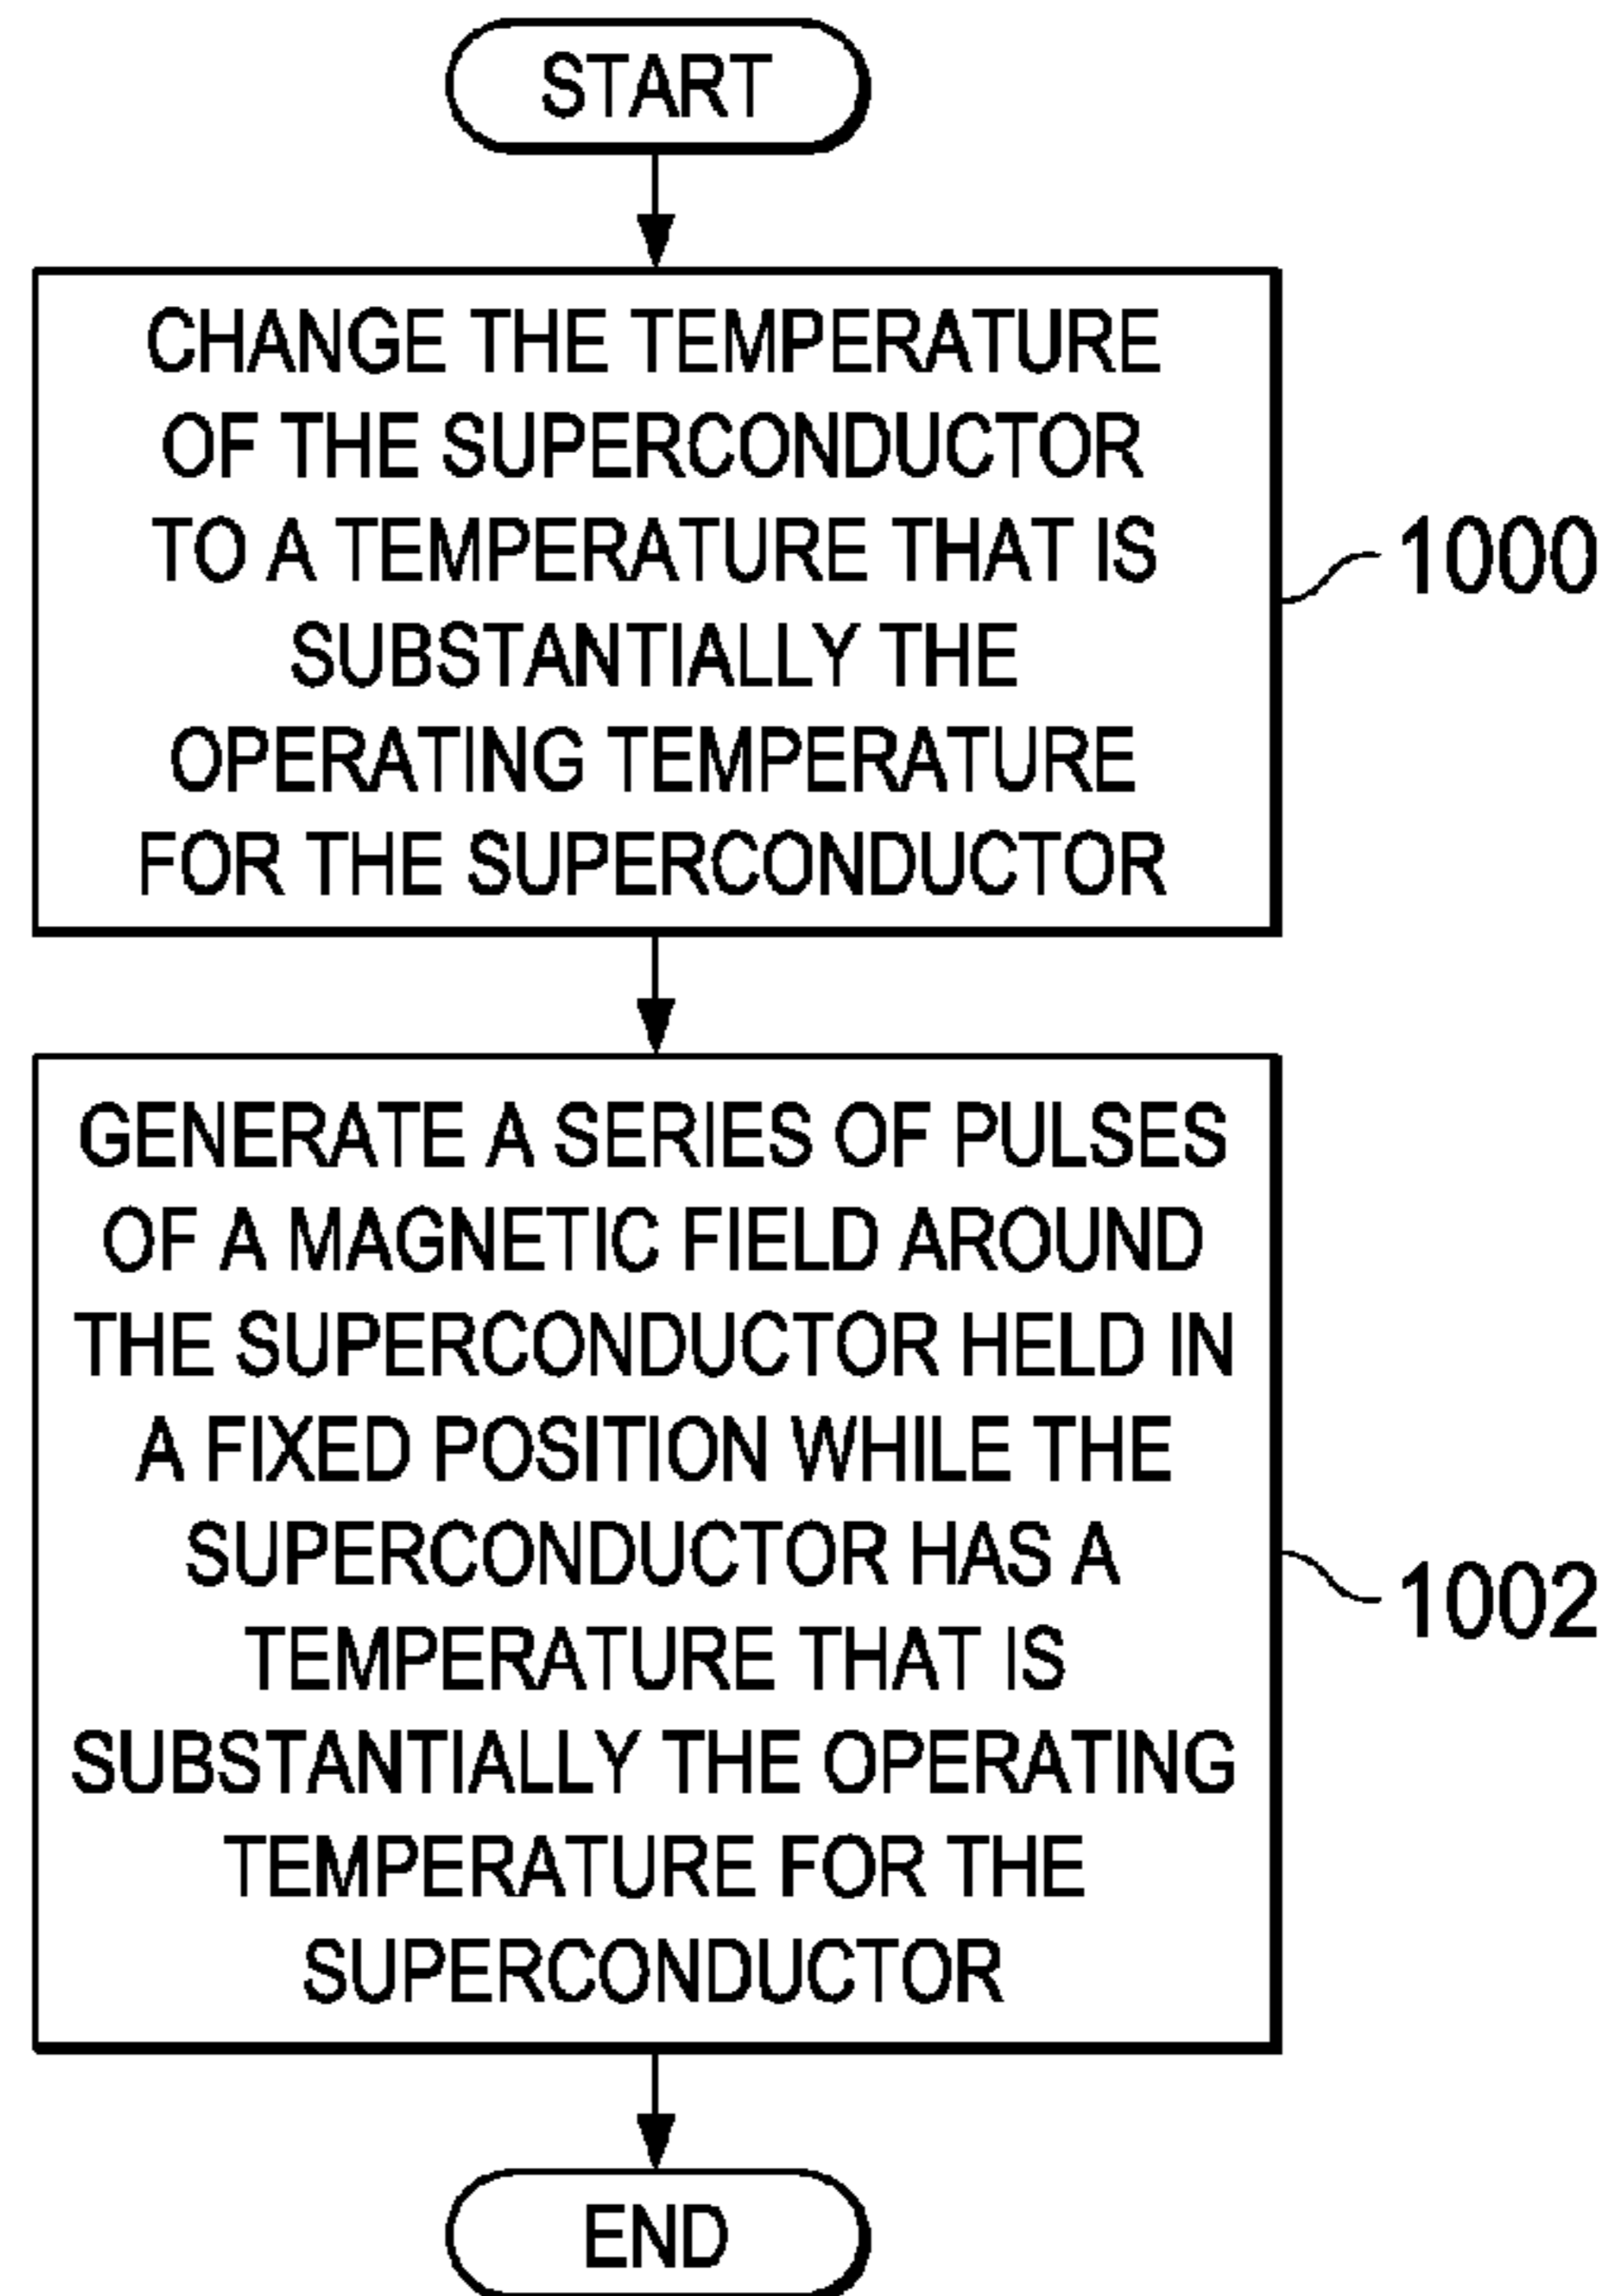 START
CHANGE THE TEMPERATURE
OF THE SUPERCONDUCTOR
TO A TEMPERATURE THAT IS
SUBSTANTIALLY THE
OPERATING TEMPERATURE
FOR THE SUPERCONDUCTOR
1000
GENERATE A SERIES OF PULSES
OF A MAGNETIC FIELD AROUND
THE SUPERCONDUCTOR HELD IN
A FIXED POSITION WHILE THE
SUPERCONDUCTOR HAS A
TEMPERATURE THAT IS
SUBSTANTIALLY THE OPERATING
TEMPERATURE FOR THE
SUPERCONDUCTOR
1002
END